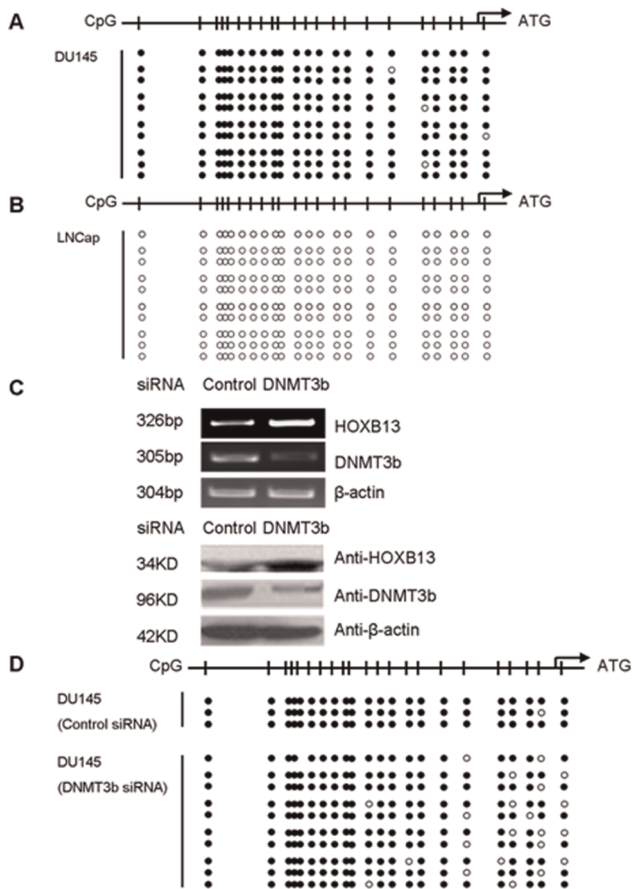 A
CpG ATG
DU145
B
CpG ATG
LNCap
C
siRNA Control DNMT3b
326bp HOXB13
305bp DNMT3b
304bp β-actin
siRNA Control DNMT3b
34KD Anti-HOXB13
96KD Anti-DNMT3b
42KD Anti-β-actin
D
CpG ATG
DU145
(Control siRNA)
DU145
(DNMT3b siRNA)